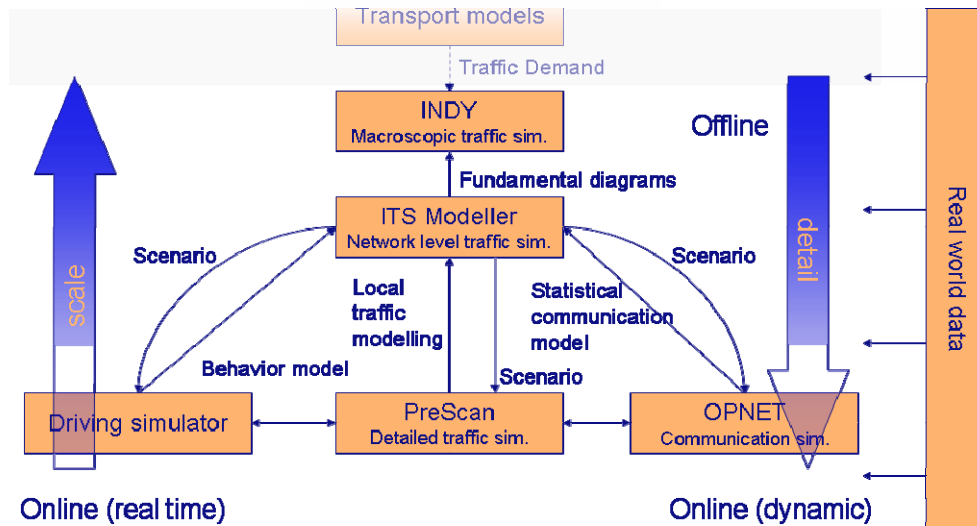 Transport models
Traffic Demand
INDY
Macroscopic traffic sim.
Offline
Fundamental diagrams
ITS Modeller
Network level traffic sim.
Scenario
Scenario
scale
detail
Real world data
Local
traffic
modelling
Statistical
communication
model
Behavior model
Scenario
Driving simulator
PreScan
Detailed traffic sim.
OPNET
Communication sim.
Online (real time)
Online (dynamic)